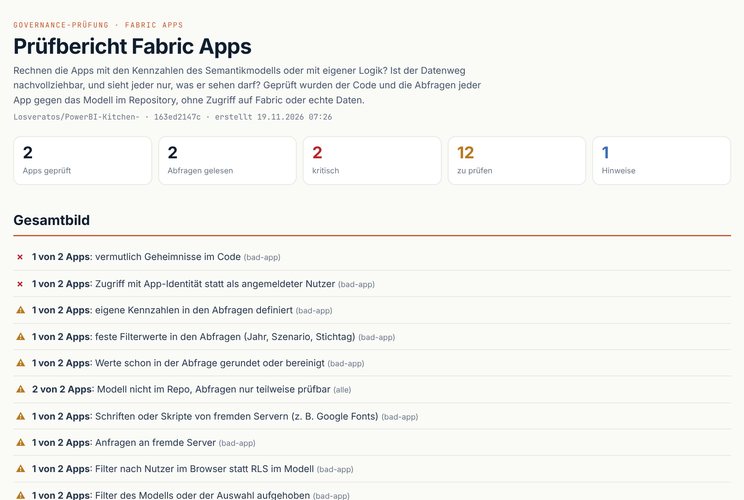 GOVERNANCE-PRÜFUNG · FABRIC APPS
Prüfbericht Fabric Apps
Rechnen die Apps mit den Kennzahlen des Semantikmodells oder mit eigener Logik? Ist der Datenweg
nachvollziehbar, und sieht jeder nur, was er sehen darf? Geprüft wurden der Code und die Abfragen jeder
App gegen das Modell im Repository, ohne Zugriff auf Fabric oder echte Daten.
Losveratos/PowerBI-Kitchen- · 163ed2147c · erstellt 19.11.2026 07:26
2
Apps geprüft
2
Abfragen gelesen
2
kritisch
12
zu prüfen
1
Hinweise
Gesamtbild
× 1 von 2 Apps: vermutlich Geheimnisse im Code (bad-app)
× 1 von 2 Apps: Zugriff mit App-Identität statt als angemeldeter Nutzer (bad-app)
⚠ 1 von 2 Apps: eigene Kennzahlen in den Abfragen definiert (bad-app)
⚠ 1 von 2 Apps: feste Filterwerte in den Abfragen (Jahr, Szenario, Stichtag) (bad-app)
⚠ 1 von 2 Apps: Werte schon in der Abfrage gerundet oder bereinigt (bad-app)
⚠ 2 von 2 Apps: Modell nicht im Repo, Abfragen nur teilweise prüfbar (alle)
⚠ 1 von 2 Apps: Schriften oder Skripte von fremden Servern (z. B. Google Fonts) (bad-app)
⚠ 1 von 2 Apps: Anfragen an fremde Server (bad-app)
⚠ 1 von 2 Apps: Filter nach Nutzer im Browser statt RLS im Modell (bad-app)
⚠ 1 von 2 Apps: Filter des Modells oder der Auswahl aufgehoben (bad-app)